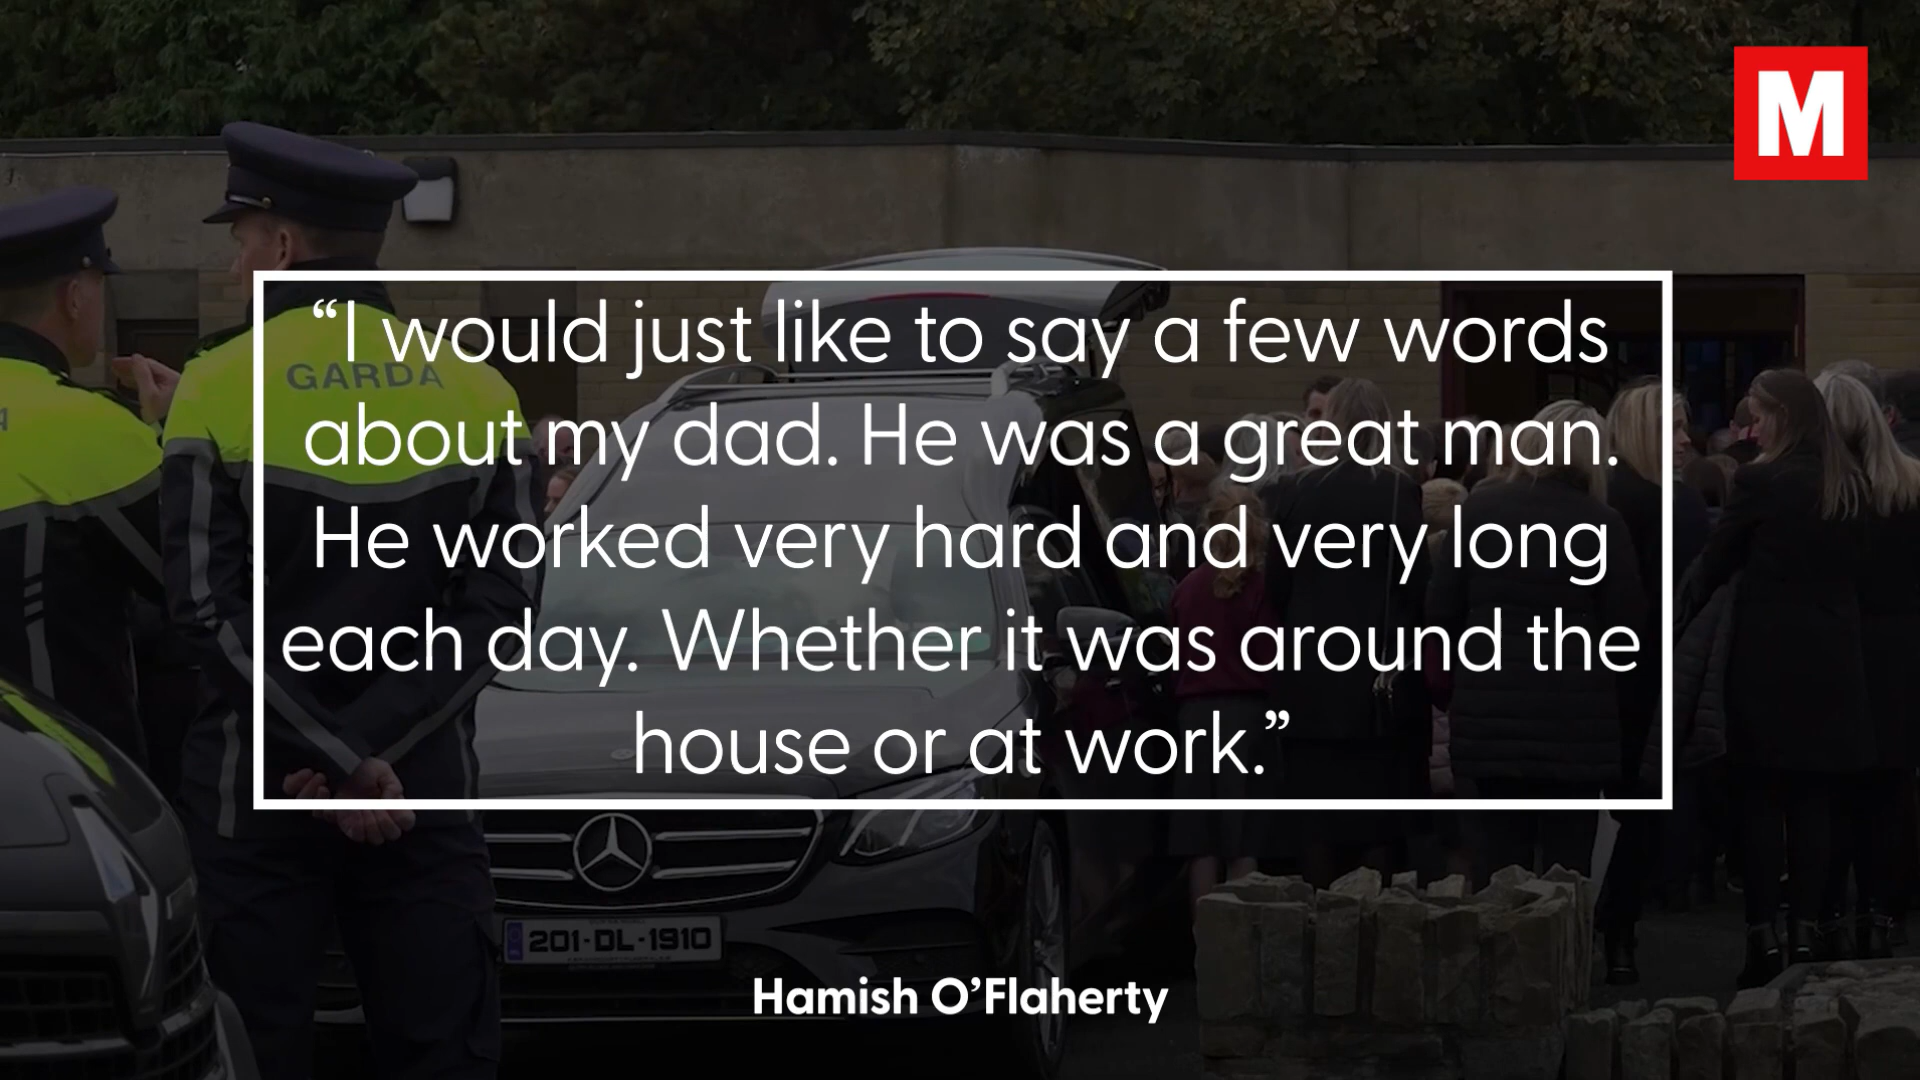 M
“I would just like to say a few words
about my dad. He was a great man.
He worked very hard and very long
each day. Whether it was around the
house or at work.”
GARDA
201-DL-1910
Hamish O’Flaherty